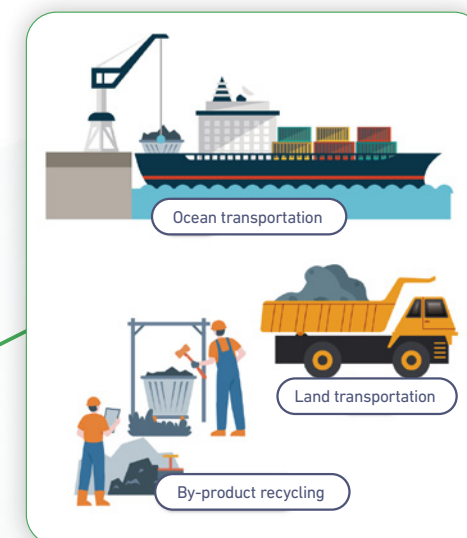 Ocean transportation
Land transportation
By-product recycling